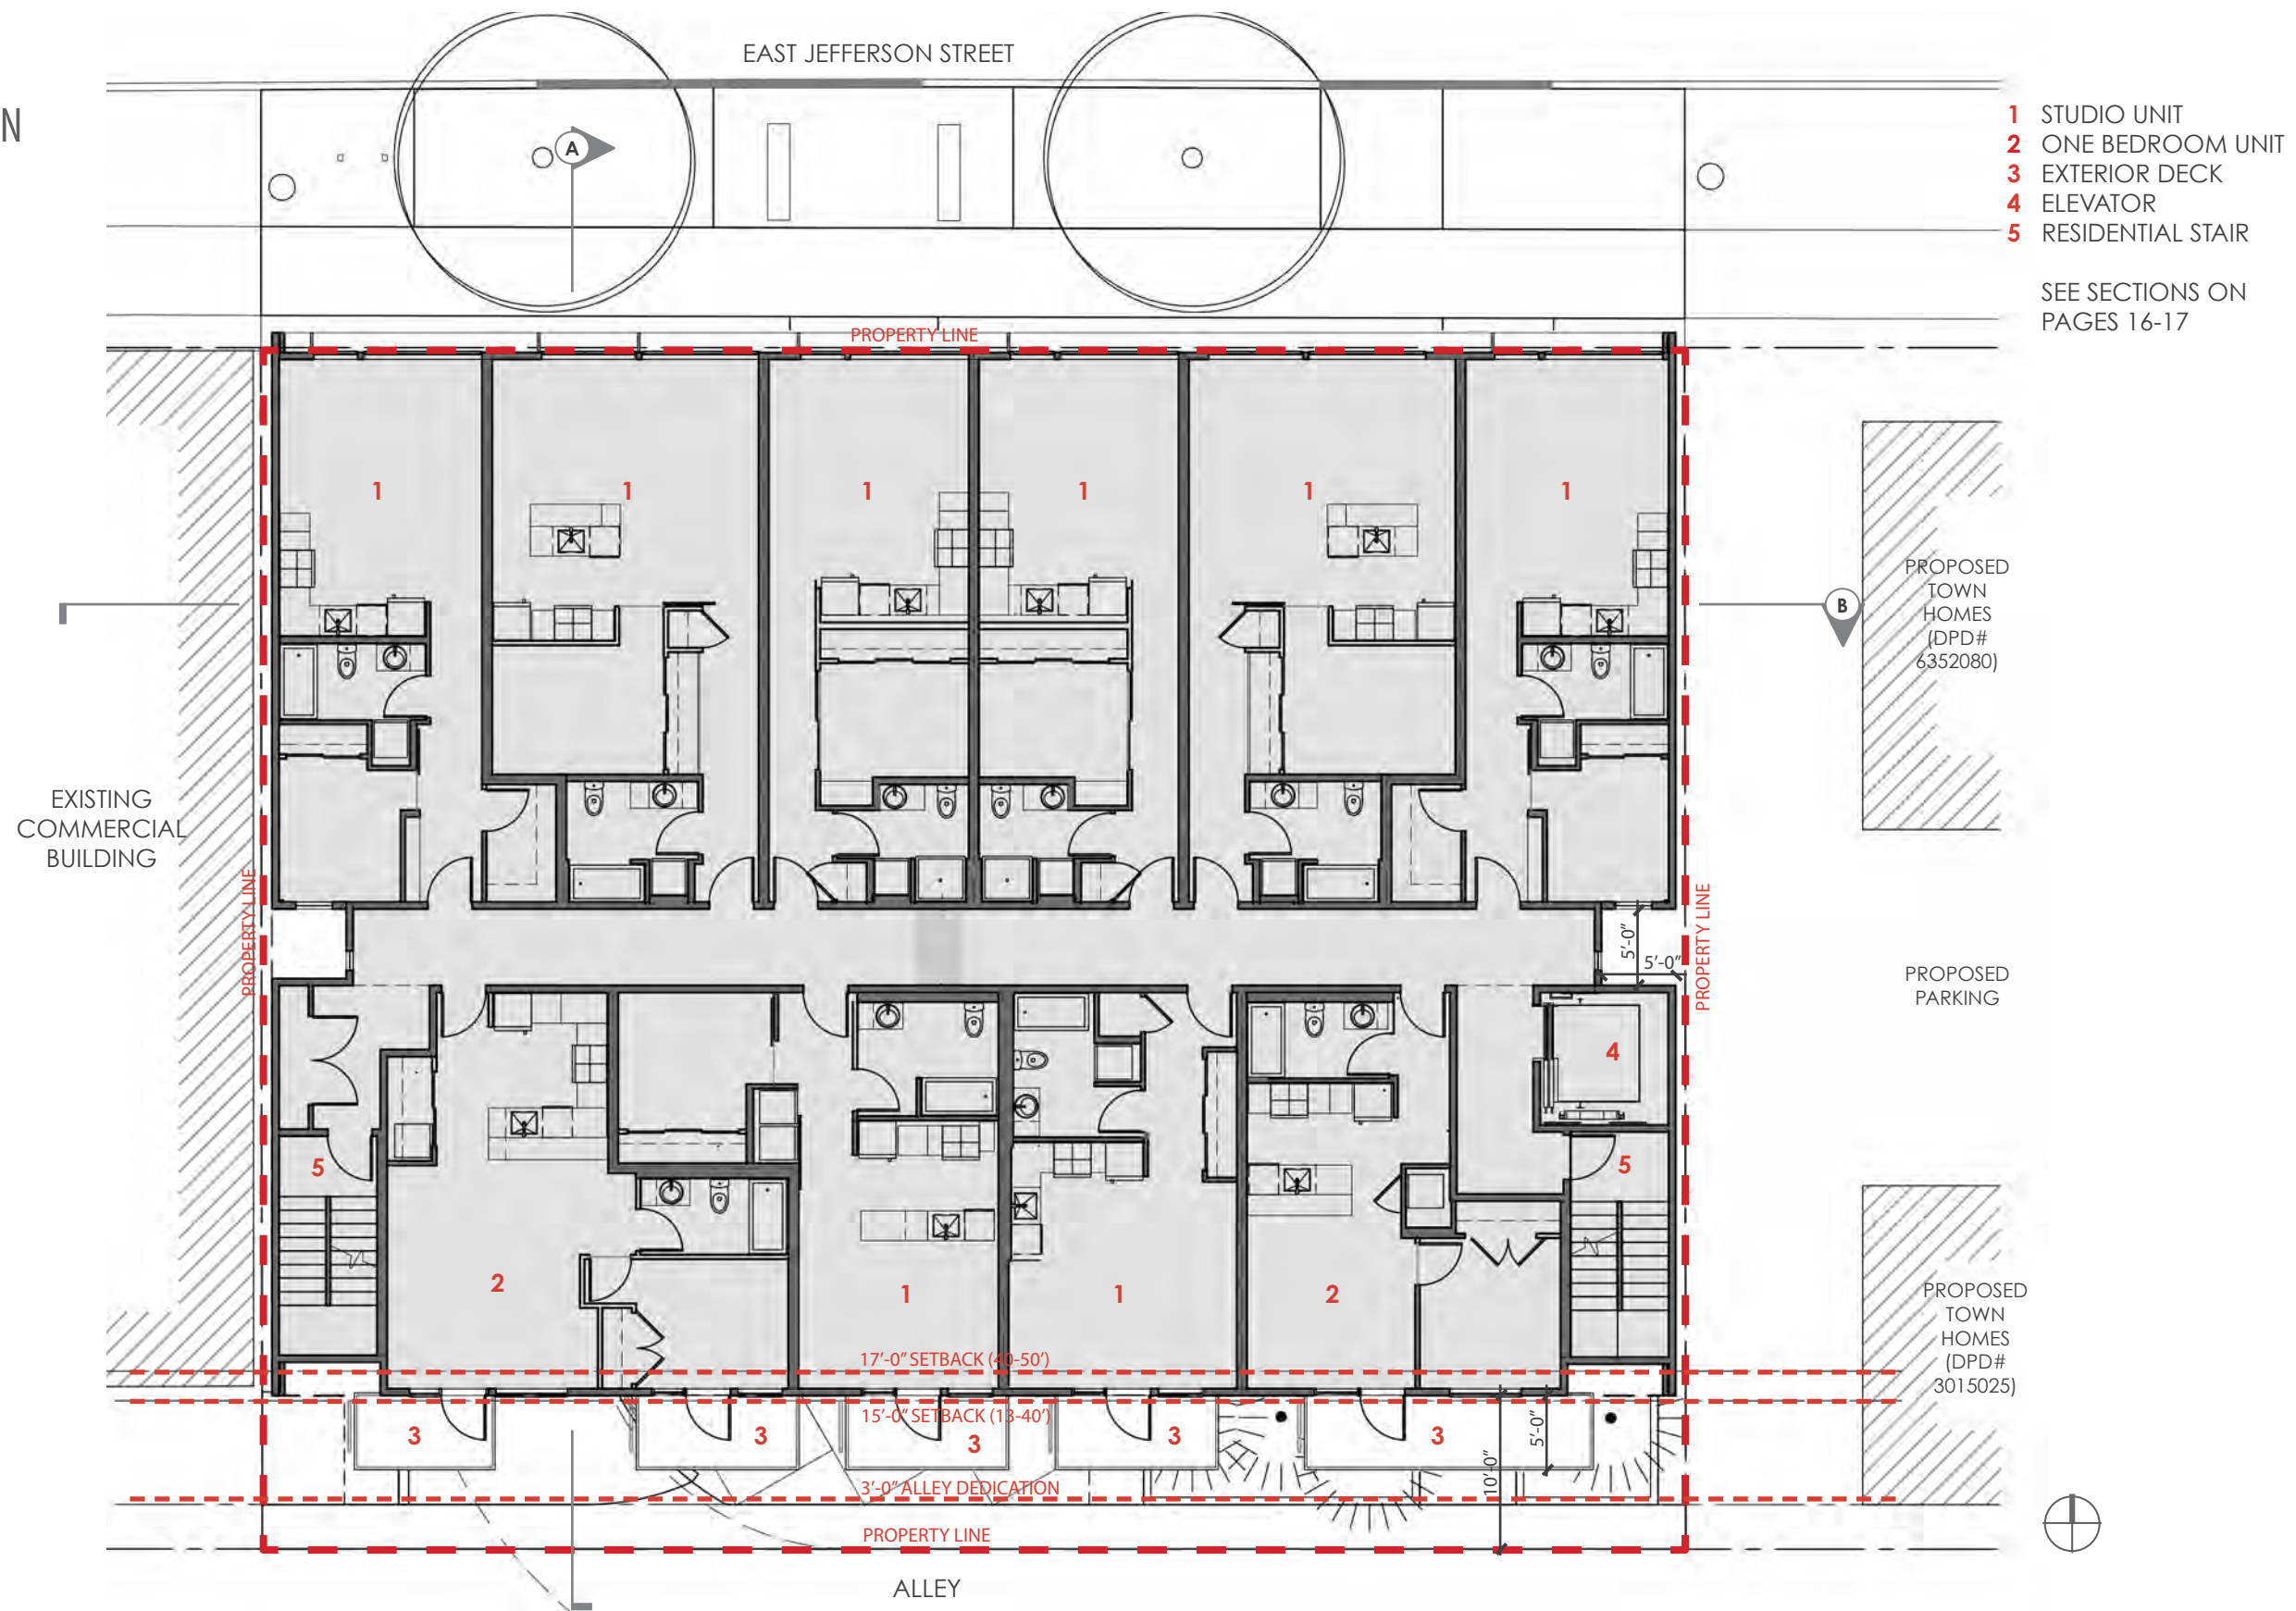 EAST JEFFERSON STREET
N
A
1 STUDIO UNIT
2 ONE BEDROOM UNIT
3 EXTERIOR DECK
4 ELEVATOR
5 RESIDENTIAL STAIR
SEE SECTIONS ON
PAGES 16-17
PROPERTY LINE
1
1
1
1
1
1
B
PROPOSED
TOWN
HOMES
(DPD#
6352080)
EXISTING
COMMERCIAL
BUILDING
PROPERTY LINE
PROPERTY LINE
5'-0"
5'-0"
PROPOSED
PARKING
4
5
5
2
1
1
2
PROPOSED
TOWN
HOMES
(DPD#
3015025)
17'-0" SETBACK (40-50')
15'-0" SETBACK (13-40')
3
3
3
3
3
5'-0"
10'-0"
3'-0" ALLEY DEDICATION
PROPERTY LINE
ALLEY